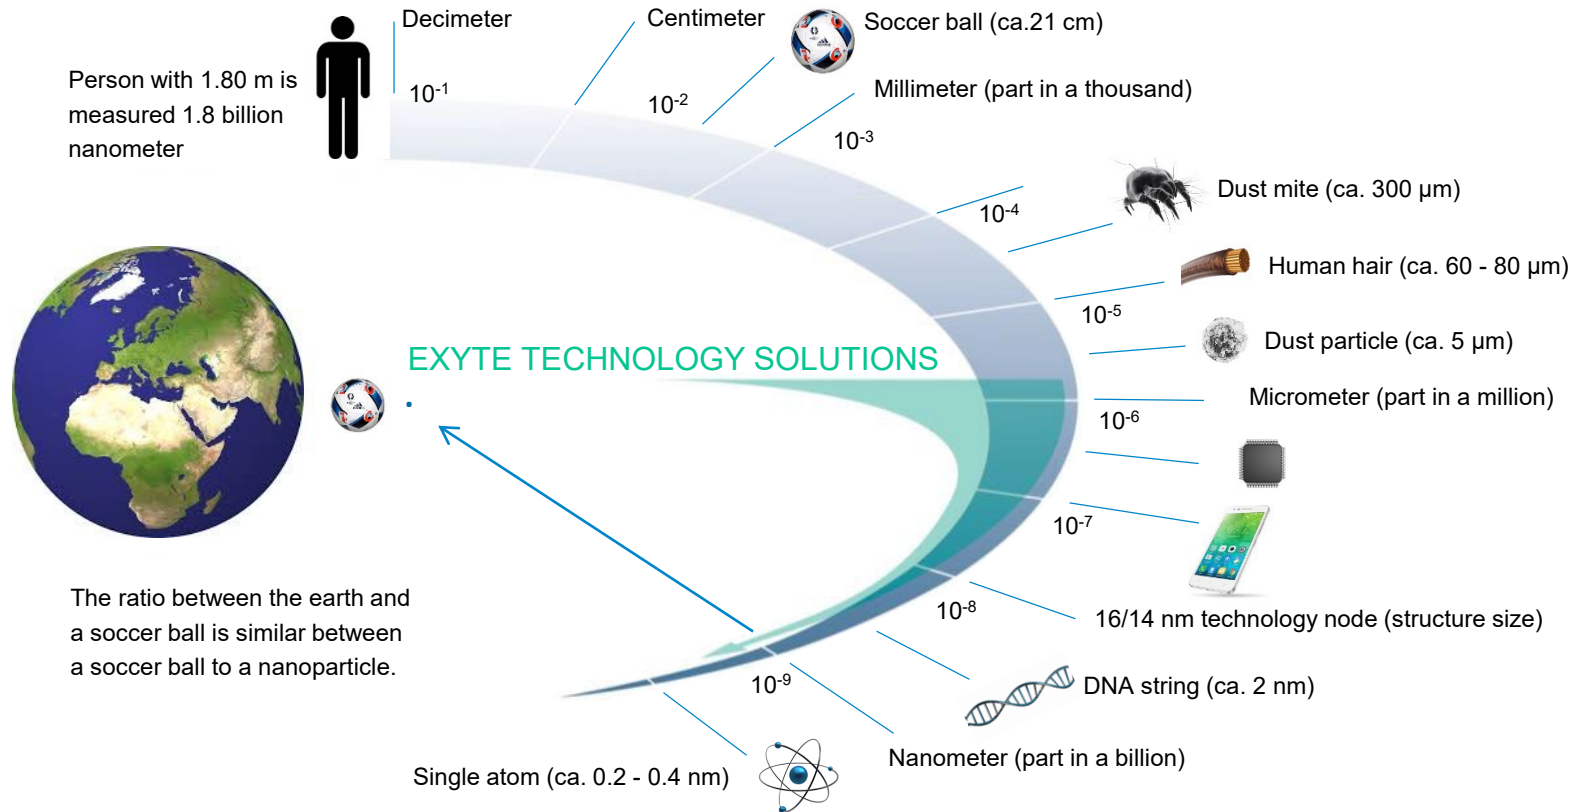 Decimeter
Centimeter
Soccer ball (ca.21 cm)
Person with 1.80 m is
measured 1.8 billion
nanometer
10-1
10-2
Millimeter (part in a thousand)
10-3
Dust mite (ca. 300 µm)
10-4
Human hair (ca. 60 - 80 µm)
10-5
Dust particle (ca. 5 µm)
EXYTE TECHNOLOGY SOLUTIONS
Micrometer (part in a million)
10-6
10-7
The ratio between the earth and
a soccer ball is similar between
a soccer ball to a nanoparticle.
10-8
16/14 nm technology node (structure size)
DNA string (ca. 2 nm)
10-9
Nanometer (part in a billion)
Single atom (ca. 0.2 - 0.4 nm)